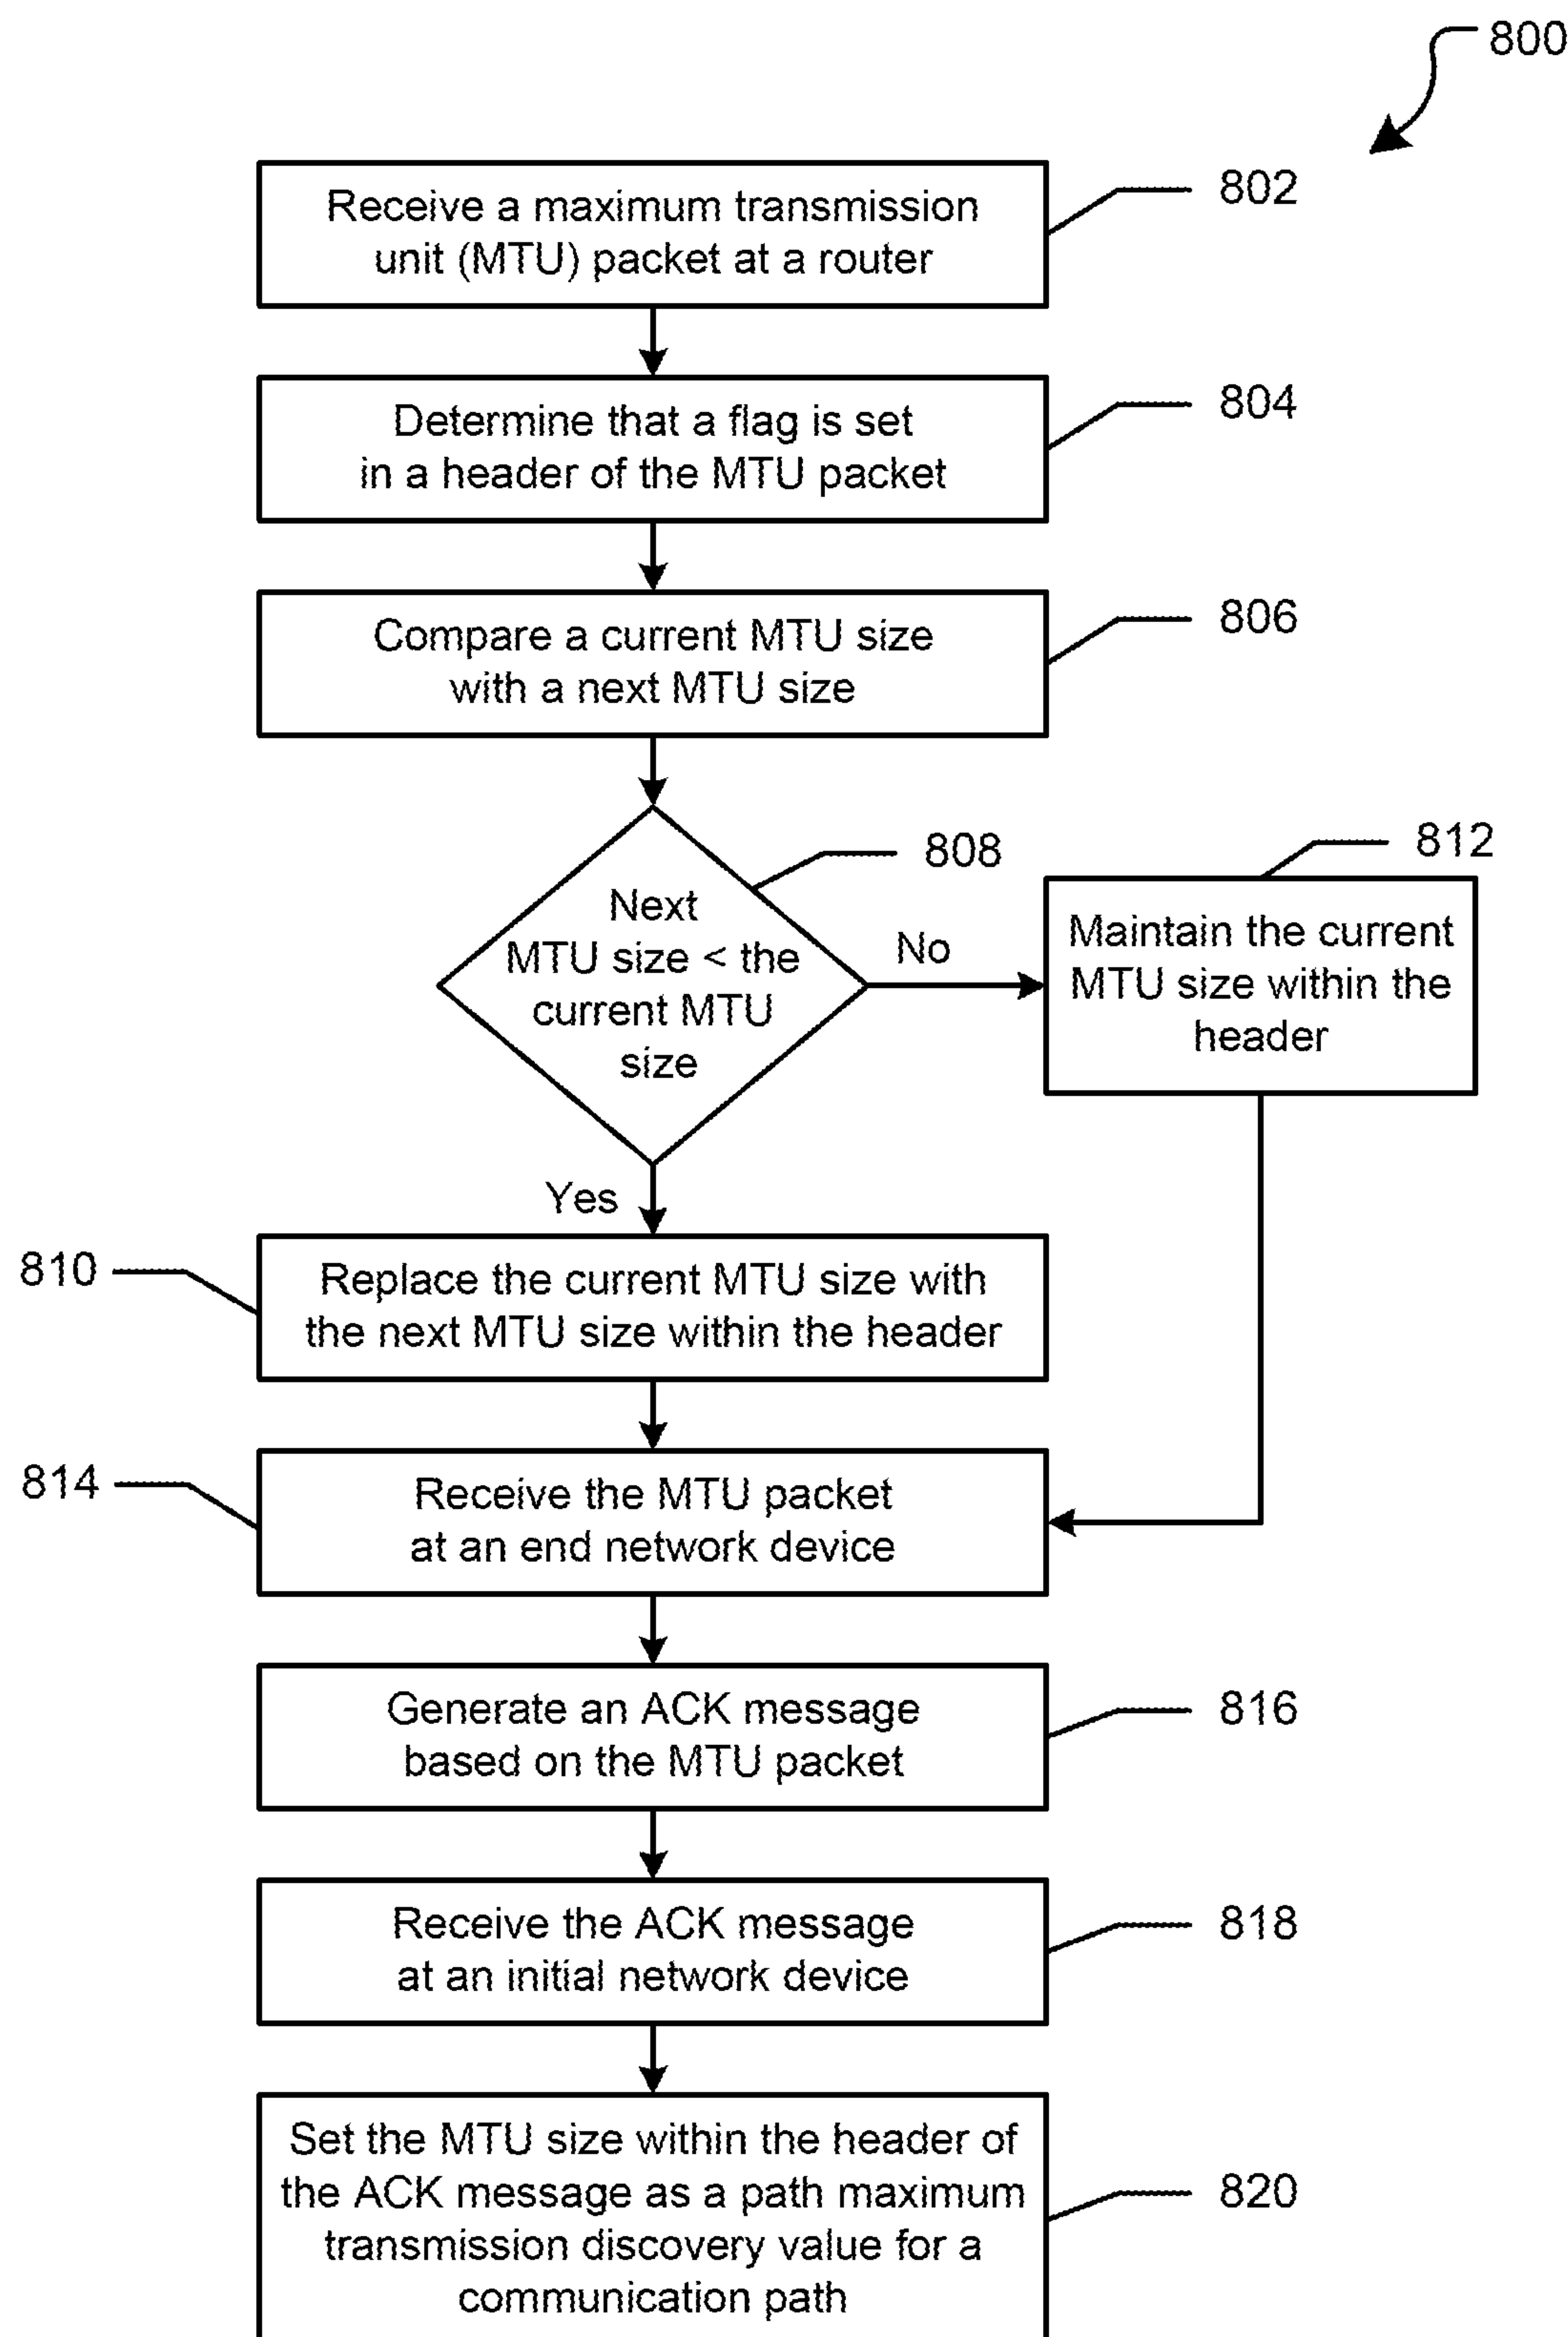 800
Receive a maximum transmission
unit (MTU) packet at a router
802
Determine that a flag is set
in a header of the MTU packet
804
Compare a current MTU size
with a next MTU size
806
Next
MTU size < the
current MTU
size
808
No
812
Maintain the current
MTU size within the
header
Yes
810
Replace the current MTU size with
the next MTU size within the header
814
Receive the MTU packet
at an end network device
Generate an ACK message
based on the MTU packet
816
Receive the ACK message
at an initial network device
818
Set the MTU size within the header of
the ACK message as a path maximum
transmission discovery value for a
communication path
820